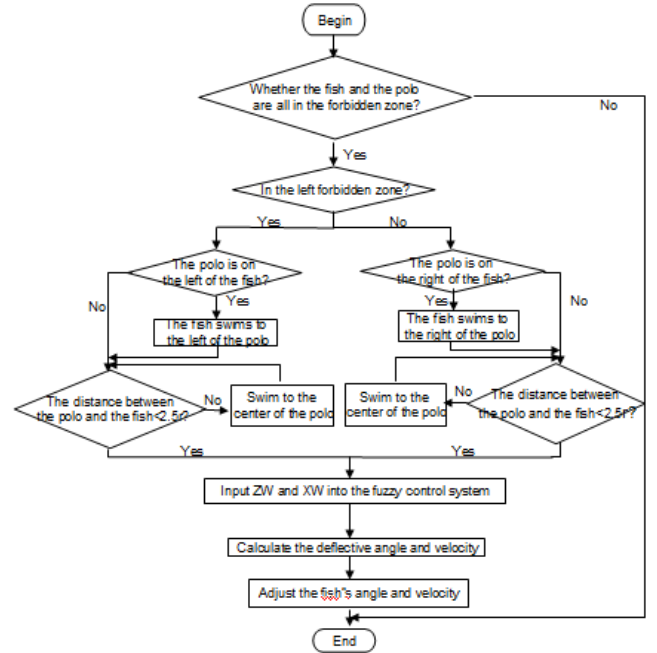 Begin
Whether the fish and the polo
are all in the forbidden zone?
No
Yes
In the left forbidden zone?
Yes
No
The polo is on
the left of the fish?
The polo is on
the right of the fish?
No
Yes
Yes
No
The fish swims to
the left of the polo
The fish swims to
the right of the polo
The distance between
the polo and the fish<2.5r?
No
Swim to the
center of the polo
Swim to the
center of the polo
No
The distance between
the polo and the fish<2.5r?
Yes
Yes
Input ZW and XW into the fuzzy control system
Calculate the deflective angle and velocity
Adjust the fish"s angle and velocity
End